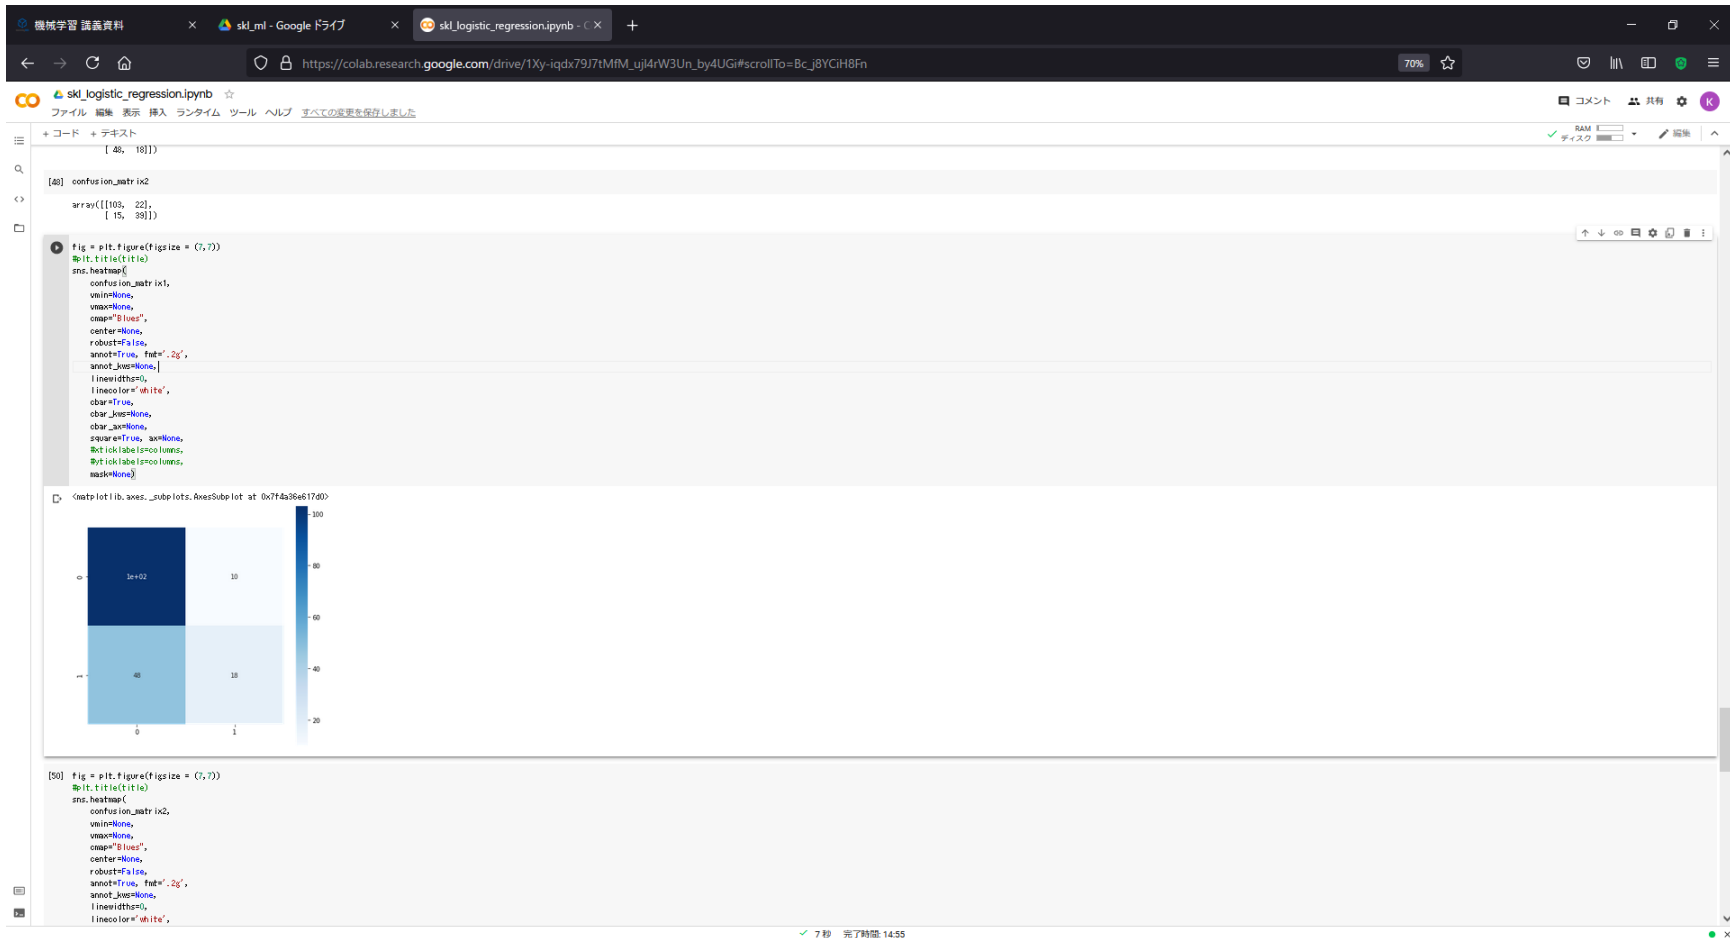 機械学習 講義資料
skl_ml - Google ドライブ
skl_logistic_regression.ipynb - C
https://colab.research.google.com/drive/1Xy-iqdx79J7tMfM_ujl4rW3Un_by4UGi#scrollTo=Bc_j8YCiH8Fn
70%
skl_logistic_regression.ipynb
ファイル 編集 表示 挿入 ランタイム ツール ヘルプ すべての変更を保存しました
コメント 共有 K
+ コード + テキスト
RAM
ディスク
編集
[ 48, 18]])
[48] confusion_matrix2
array([[103, 22],
[ 15, 39]])
fig = plt.figure(figsize = (7,7))
#plt.title(title)
sns.heatmap(
confusion_matrix1,
vmin=None,
vmax=None,
cmap="Blues",
center=None,
robust=False,
annot=True, fmt='.2g',
annot_kws=None,
linewidths=0,
linecolor='white',
cbar=True,
cbar_kws=None,
cbar_ax=None,
square=True, ax=None,
#xticklabels=columns,
#yticklabels=columns,
mask=None)
<matplotlib.axes._subplots.AxesSubplot at 0x7f4a36e617d0>
100
80
60
40
20
0
1e+02
10
1
48
18
0
1
[50] fig = plt.figure(figsize = (7,7))
#plt.title(title)
sns.heatmap(
confusion_matrix2,
vmin=None,
vmax=None,
cmap="Blues",
center=None,
robust=False,
annot=True, fmt='.2g',
annot_kws=None,
linewidths=0,
linecolor='white',
7 秒 完了時間: 14:55